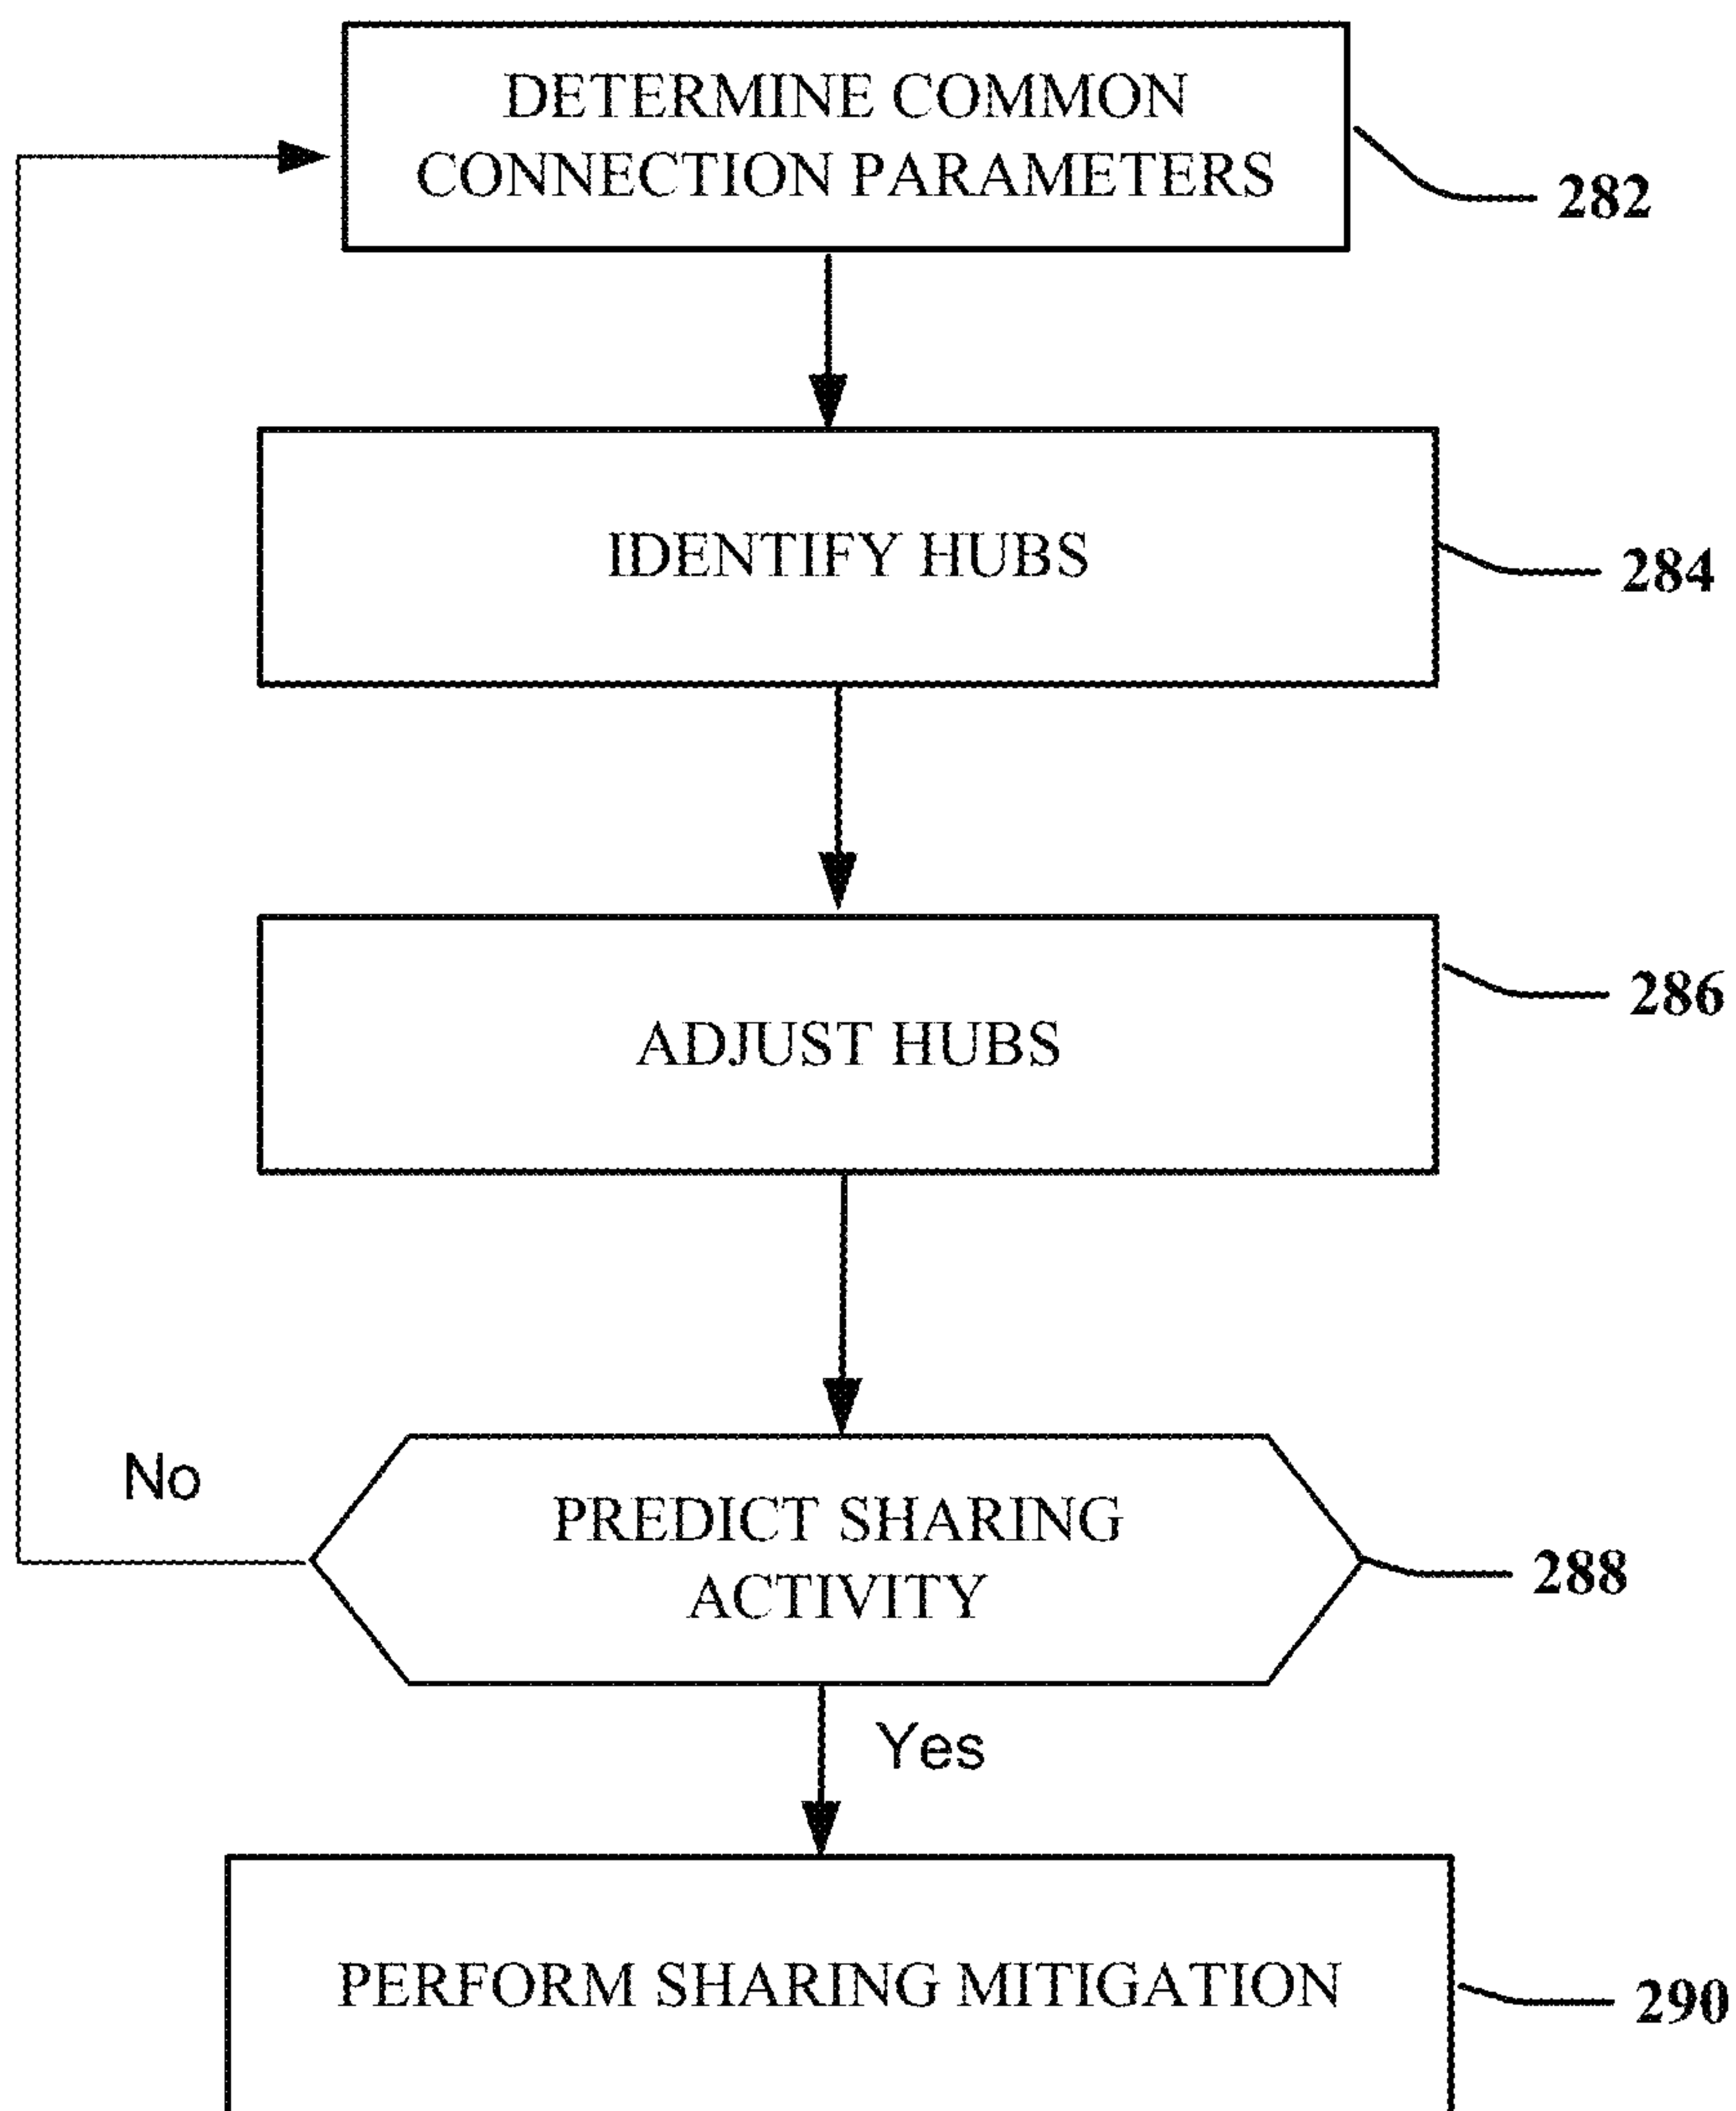 DETERMINE COMMON
CONNECTION PARAMETERS
282
IDENTIFY HUBS
284
ADJUST HUBS
286
No
PREDICT SHARING
ACTIVITY
288
Yes
PERFORM SHARING MITIGATION
290